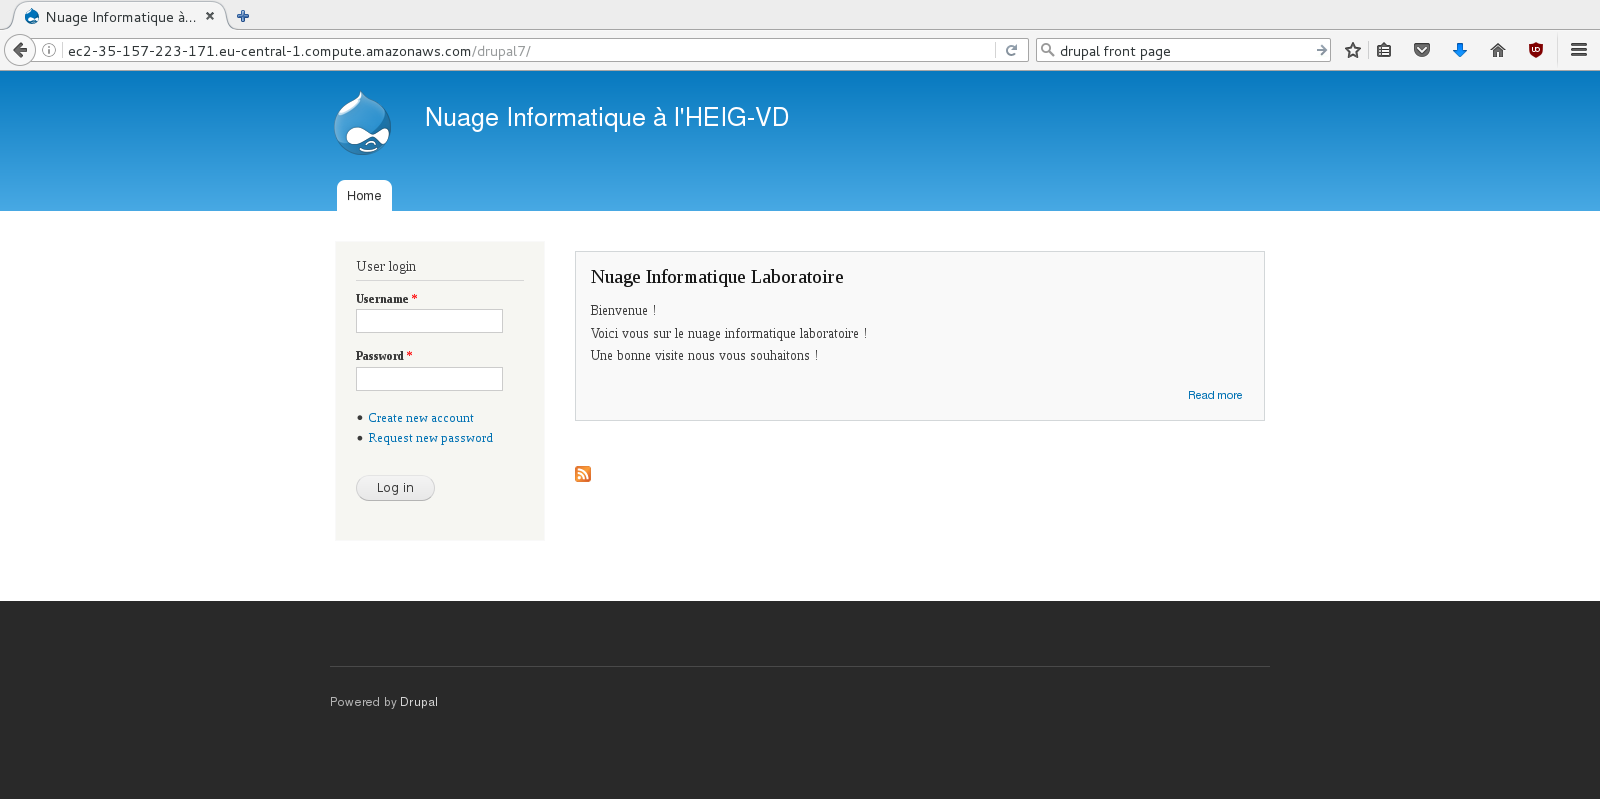 Nuage Informatique à...
ec2-35-157-223-171.eu-central-1.compute.amazonaws.com/drupal7/
drupal front page
Nuage Informatique à l'HEIG-VD
Home
User login
Username *
Password *
Create new account
Request new password
Log in
Nuage Informatique Laboratoire
Bienvenue !
Voici vous sur le nuage informatique laboratoire !
Une bonne visite nous vous souhaitons !
Read more
Powered by Drupal